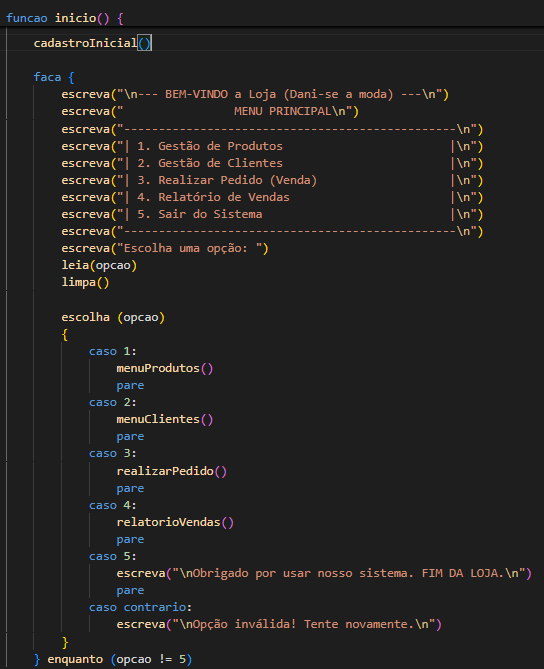 funcao inicio() {
cadastroInicial()
faca {
escreva("\n--- BEM-VINDO a Loja (Dani-se a moda) ---\n")
escreva("                MENU PRINCIPAL\n")
escreva("------------------------------------------------\n")
escreva("| 1. Gestão de Produtos                        |\n")
escreva("| 2. Gestão de Clientes                        |\n")
escreva("| 3. Realizar Pedido (Venda)                   |\n")
escreva("| 4. Relatório de Vendas                       |\n")
escreva("| 5. Sair do Sistema                           |\n")
escreva("------------------------------------------------\n")
escreva("Escolha uma opção: ")
leia(opcao)
limpa()
escolha (opcao)
{
caso 1:
menuProdutos()
pare
caso 2:
menuClientes()
pare
caso 3:
realizarPedido()
pare
caso 4:
relatorioVendas()
pare
caso 5:
escreva("\nObrigado por usar nosso sistema. FIM DA LOJA.\n")
pare
caso contrario:
escreva("\nOpção inválida! Tente novamente.\n")
}
} enquanto (opcao != 5)